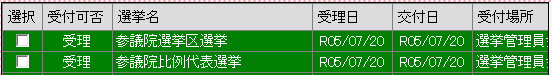 選択 受付可否 選挙名 受理日 交付日 受付場所
受理 参議院選挙区選挙 R05/07/20 R05/07/20 選挙管理員
受理 参議院比例代表選挙 R05/07/20 R05/07/20 選挙管理員